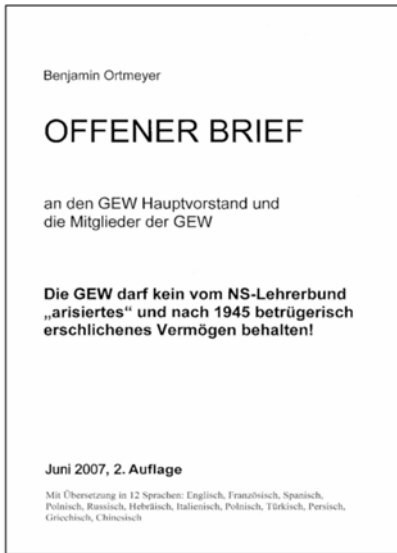 Benjamin Ortmeyer
OFFENER BRIEF
an den GEW Hauptvorstand und
die Mitglieder der GEW
Die GEW darf kein vom NS-Lehrerbund
„arisiertes“ und nach 1945 betrügerisch
erschlichenes Vermögen behalten!
Juni 2007, 2. Auflage
Mit Übersetzung in 12 Sprachen: Englisch, Französisch, Spanisch,
Polnisch, Russisch, Hebräisch, Italienisch, Polnisch, Türkisch, Persisch,
Griechisch, Chinesisch